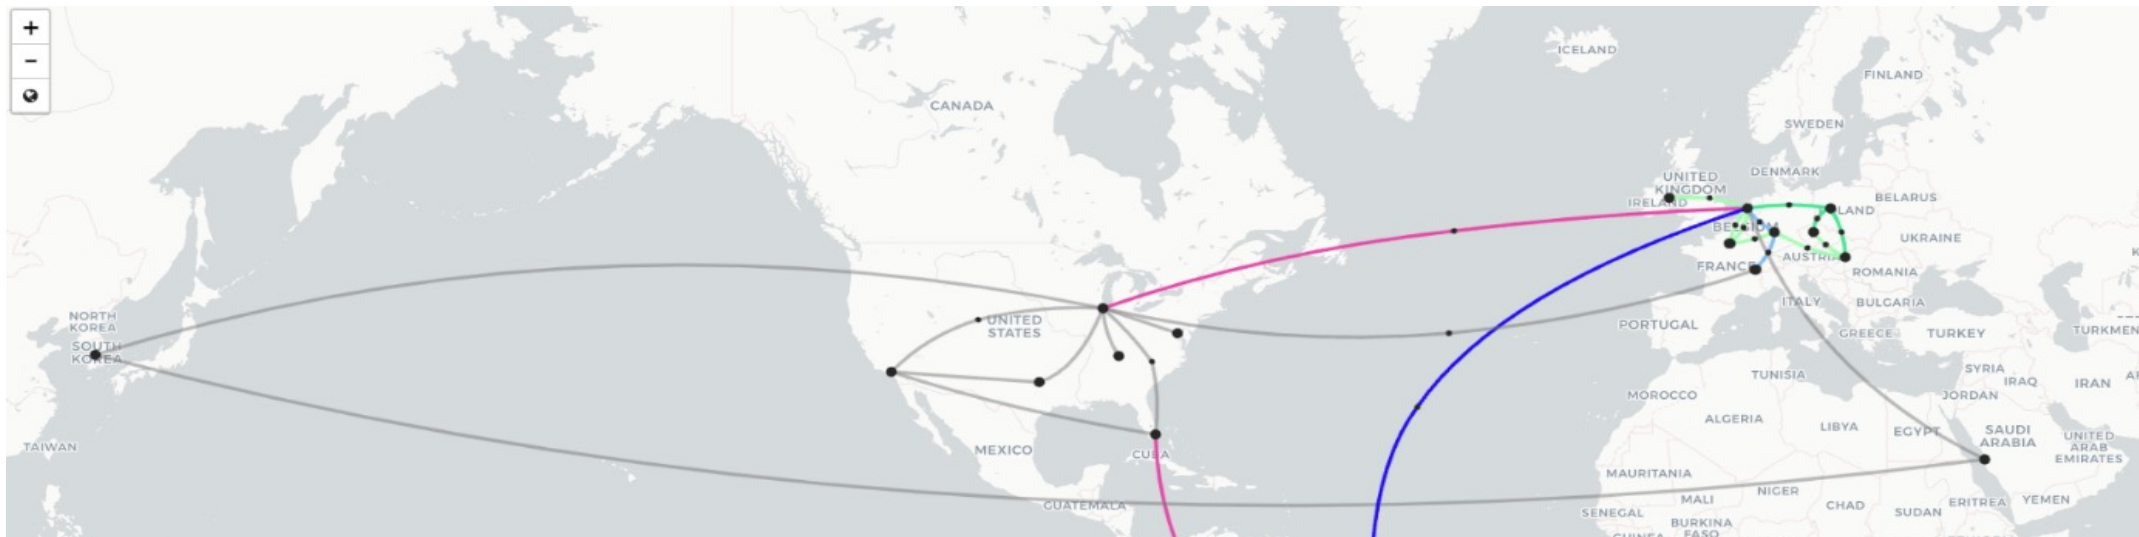 +
−
ICELAND
FINLAND
CANADA
SWEDEN
DENMARK
UNITED
KINGDOM
IRELAND
BELARUS
LAND
UKRAINE
FRANCE
AUSTRIA
ROMANIA
ITALY
BULGARIA
NORTH
KOREA
SOUTH
KOREA
UNITED
STATES
PORTUGAL
GREECE
TURKEY
TURKMEN
TUNISIA
SYRIA
IRAQ
IRAN
MOROCCO
JORDAN
ALGERIA
LIBYA
EGYPT
SAUDI
ARABIA
UNITED
ARAB
EMIRATES
TAIWAN
MEXICO
CUBA
MAURITANIA
GUATEMALA
MALI
NIGER
CHAD
SUDAN
ERITREA
YEMEN
SENEGAL
BURKINA
FASO